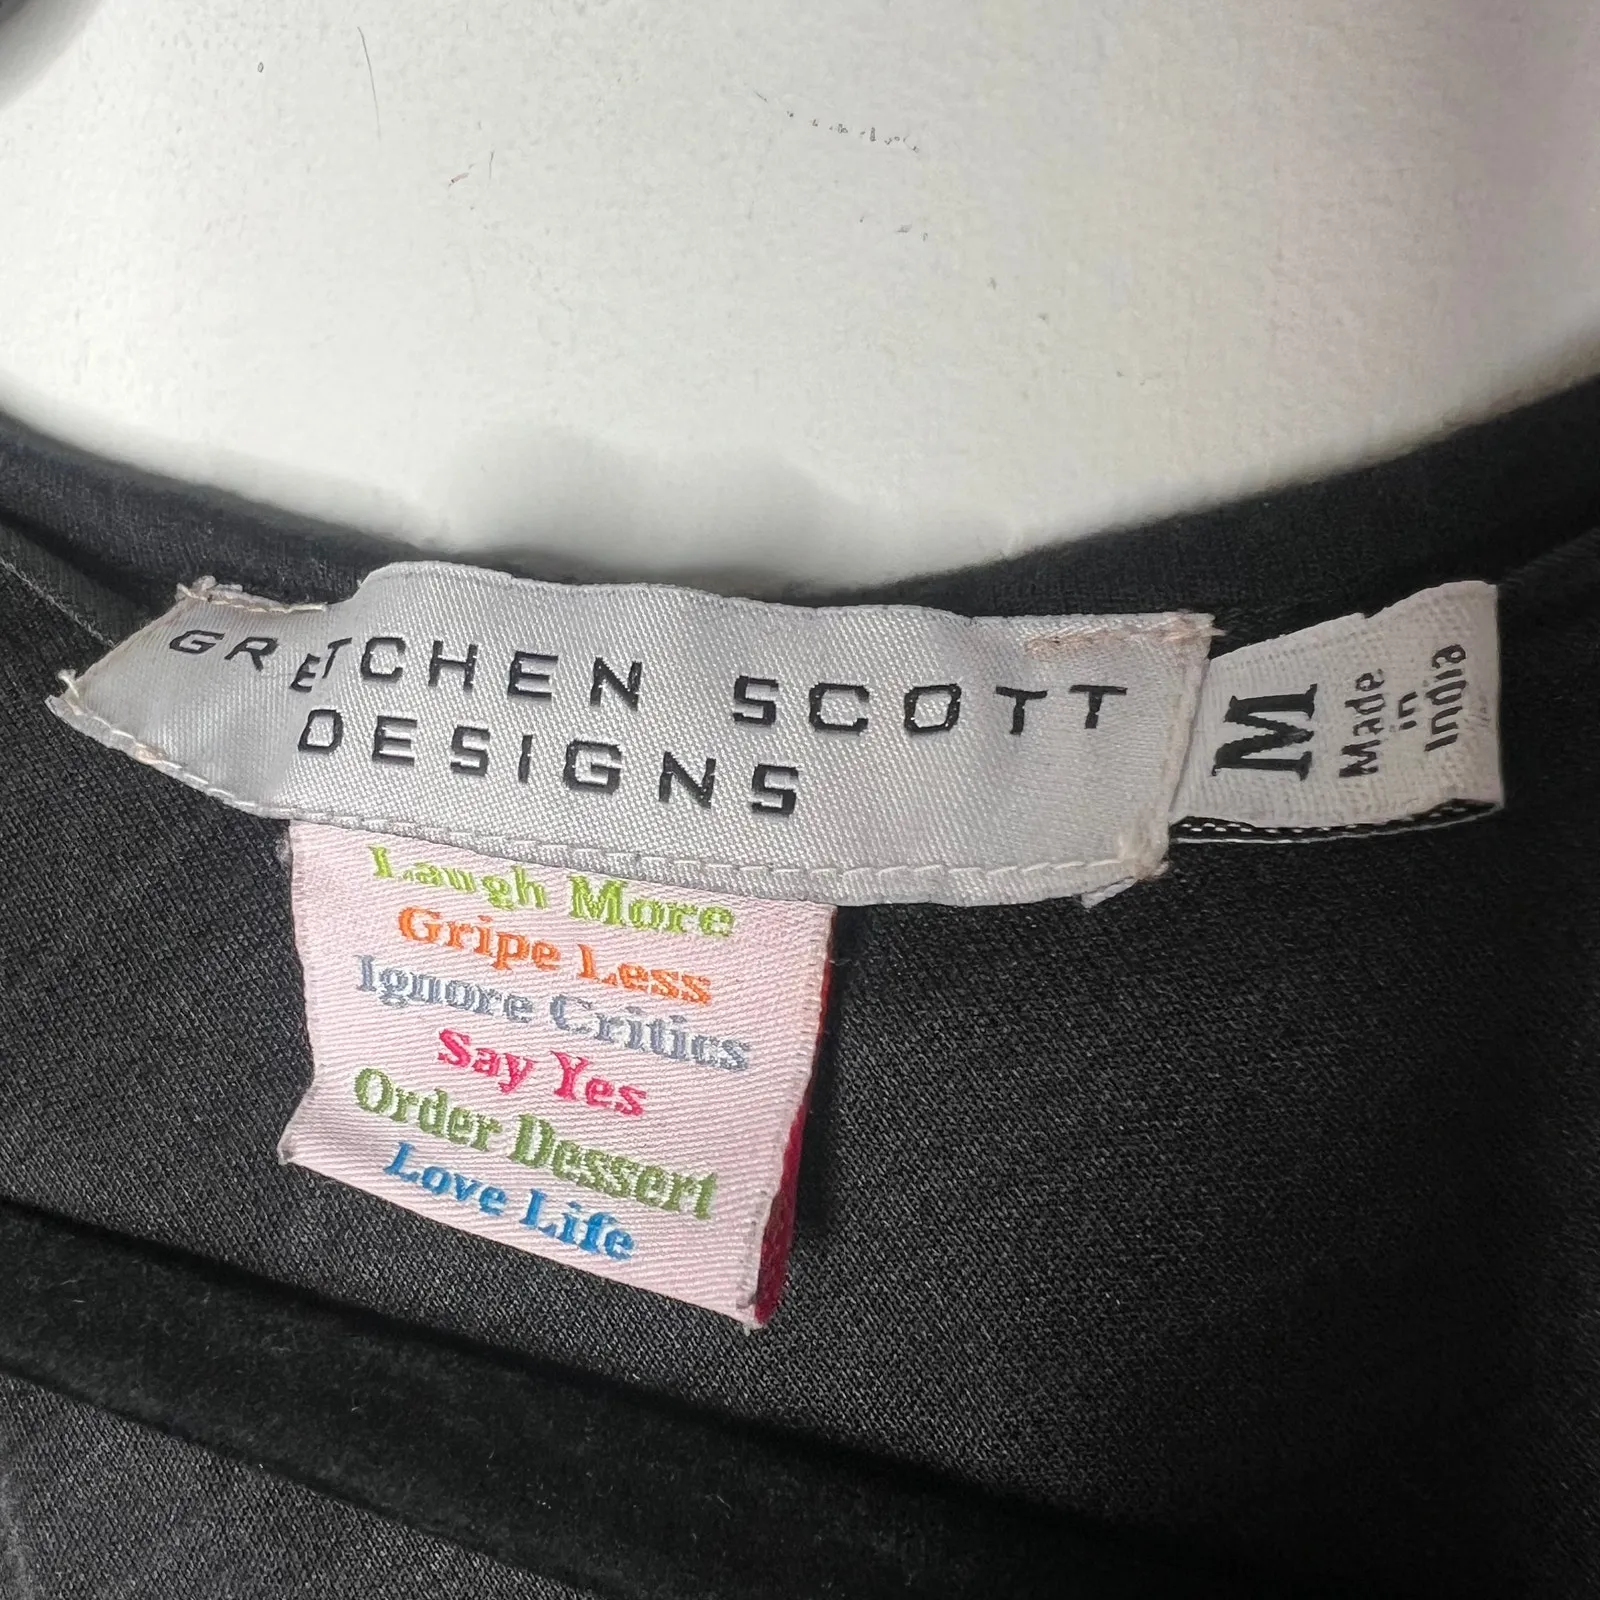 GRETCHEN SCOTT
DESIGNS
M
Made
in
India
Laugh More
Gripe Less
Ignore Critics
Say Yes
Order Dessert
Love Life